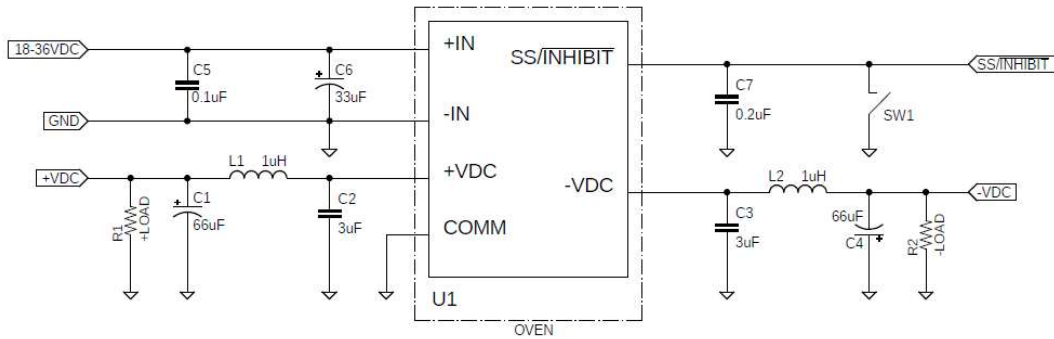 18-36VDC
+IN
SS/INHIBIT
SS/INHIBIT
C5
0.1uF
+
C6
33uF
C7
0.2uF
SW1
GND
-IN
L1 1uH
+VDC
+VDC
-VDC
L2 1uH
-VDC
R1
+LOAD
+
C1
66uF
C2
3uF
COMM
C3
3uF
66uF
C4
+
R2
-LOAD
U1
OVEN